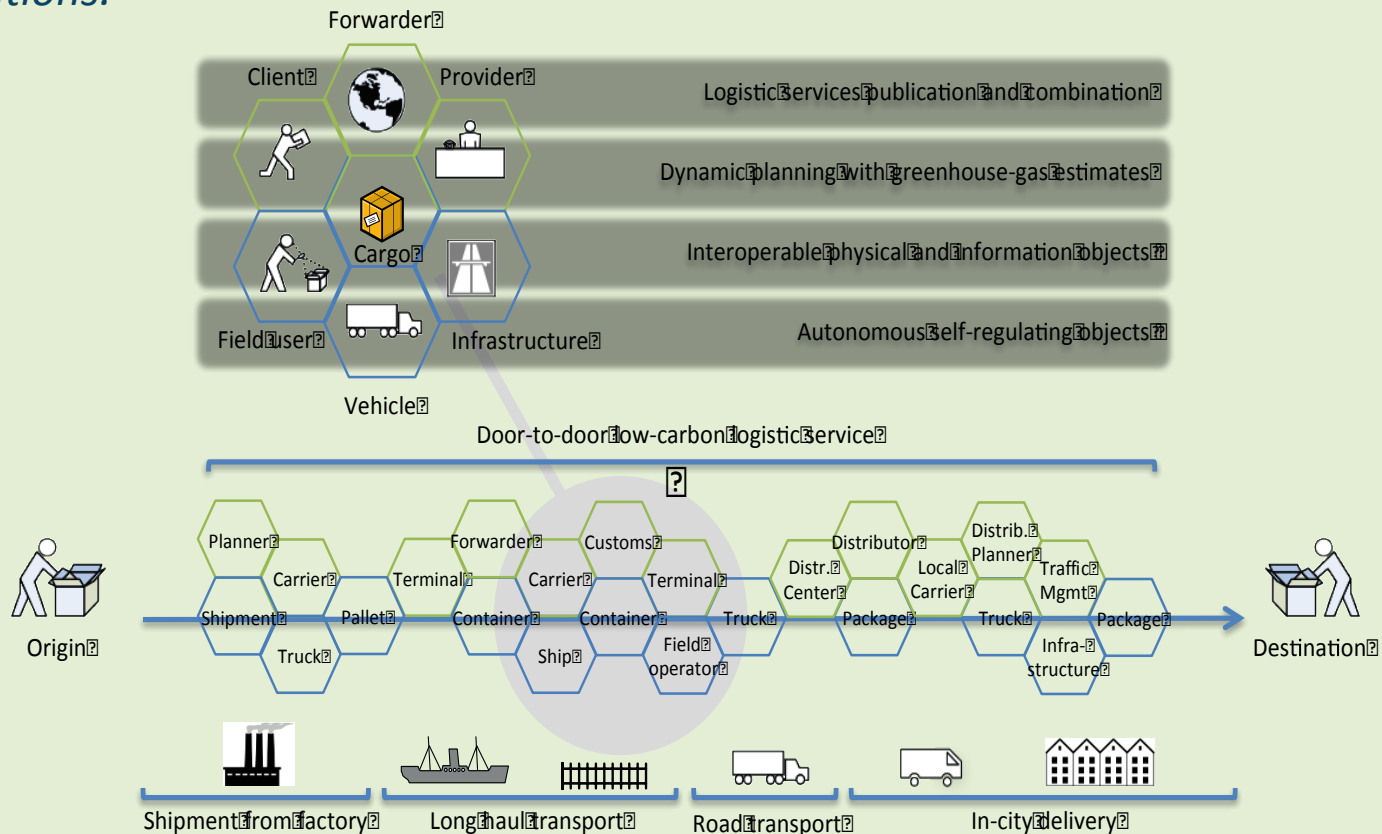 tions.
Forwarder
Client
Provider
Logistic services publication and combination
Dynamic planning with greenhouse-gas estimates
Cargo
Interoperable physical and information objects
Field user
Infrastructure
Autonomous self-regulating objects
Vehicle
Door-to-door low-carbon logistic service
Planner
Carrier
Shipment
Truck
Pallet
Terminal
Forwarder
Container
Carrier
Ship
Customs
Container
Terminal
Field
operator
Truck
Distr.
Center
Distributor
Package
Local
Carrier
Distrib.
Planner
Truck
Traffic
Mgmt
Infra-
structure
Package
Origin
Destination
Shipment from factory
Long haul transport
Road transport
In-city delivery